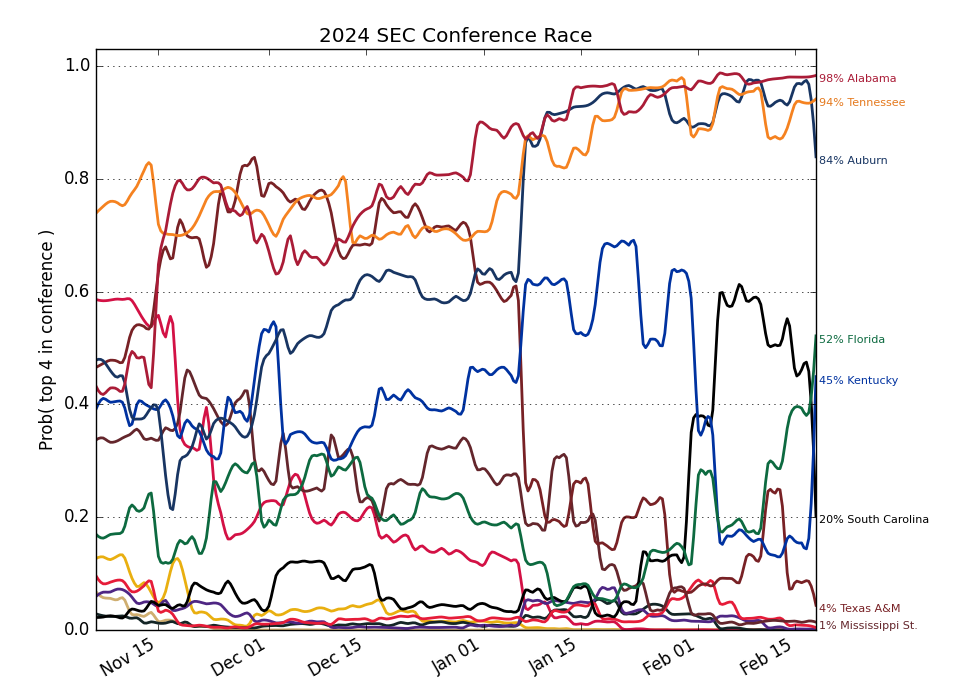 2024 SEC Conference Race
1.0
0.8
0.6
0.4
0.2
0.0
Prob( top 4 in conference )
Nov 15
Dec 01
Dec 15
Jan 01
Jan 15
Feb 01
Feb 15
98% Alabama
94% Tennessee
84% Auburn
52% Florida
45% Kentucky
20% South Carolina
4% Texas A&M
1% Mississippi St.